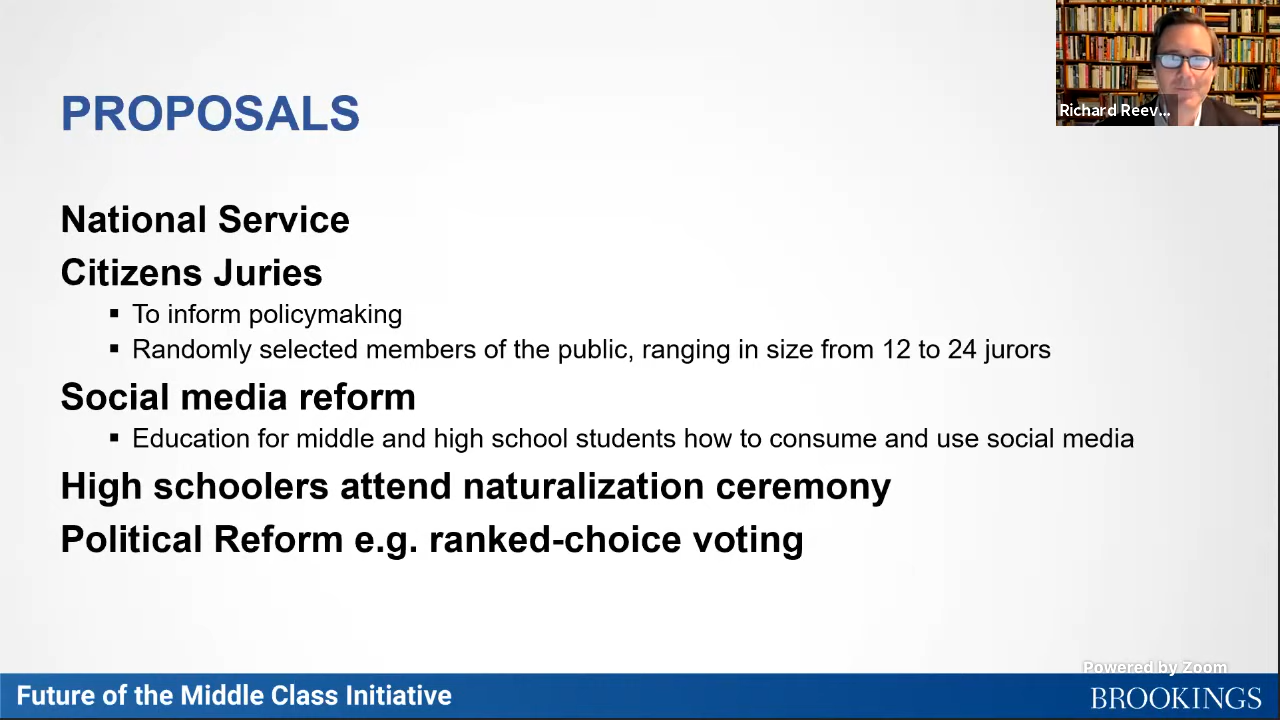 Richard Reev...
PROPOSALS
National Service
Citizens Juries
▪ To inform policymaking
▪ Randomly selected members of the public, ranging in size from 12 to 24 jurors
Social media reform
▪ Education for middle and high school students how to consume and use social media
High schoolers attend naturalization ceremony
Political Reform e.g. ranked-choice voting
Powered by Zoom
Future of the Middle Class Initiative
BROOKINGS